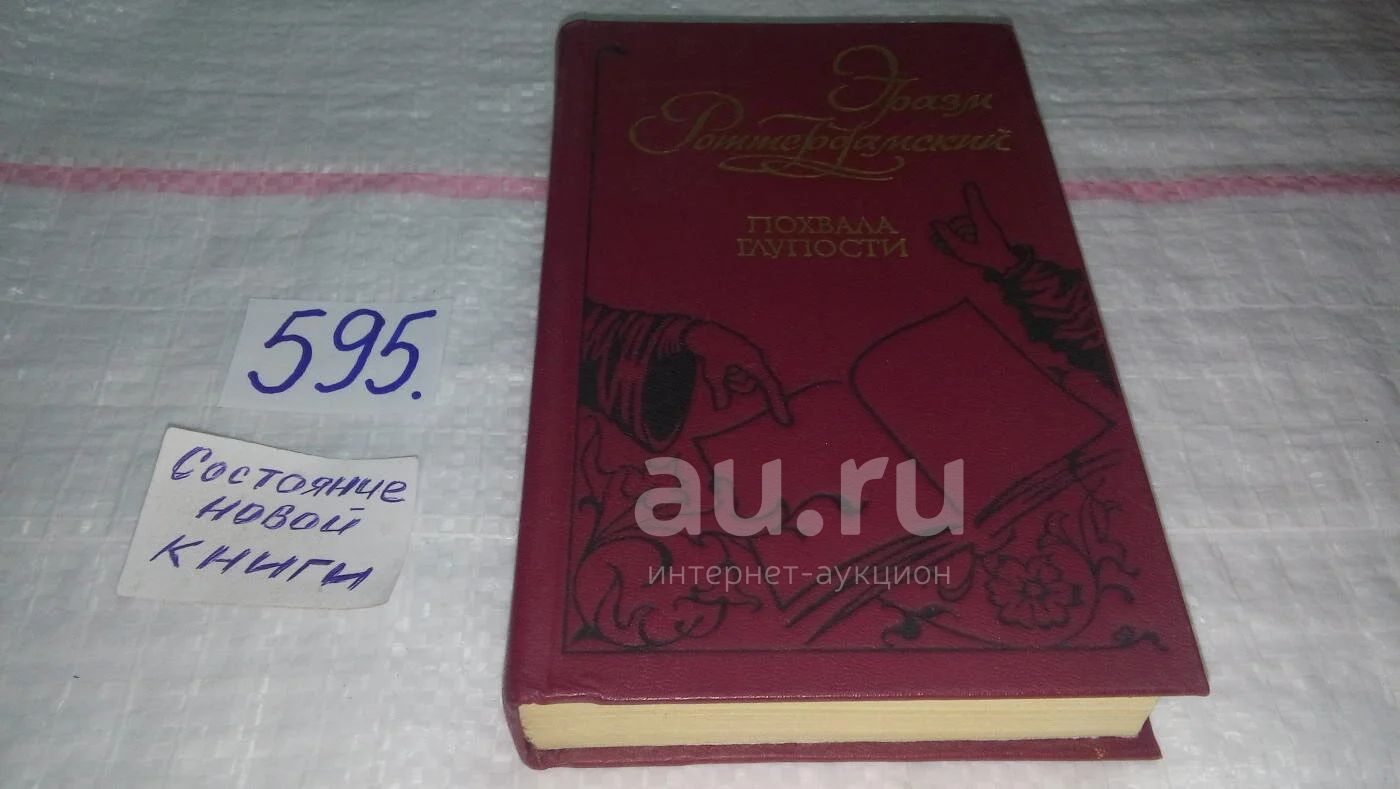 Эразм
Роттердамский
ПОХВАЛА
ГЛУПОСТИ
595.
Состояние
новой
книги
au.ru
интернет-аукцион